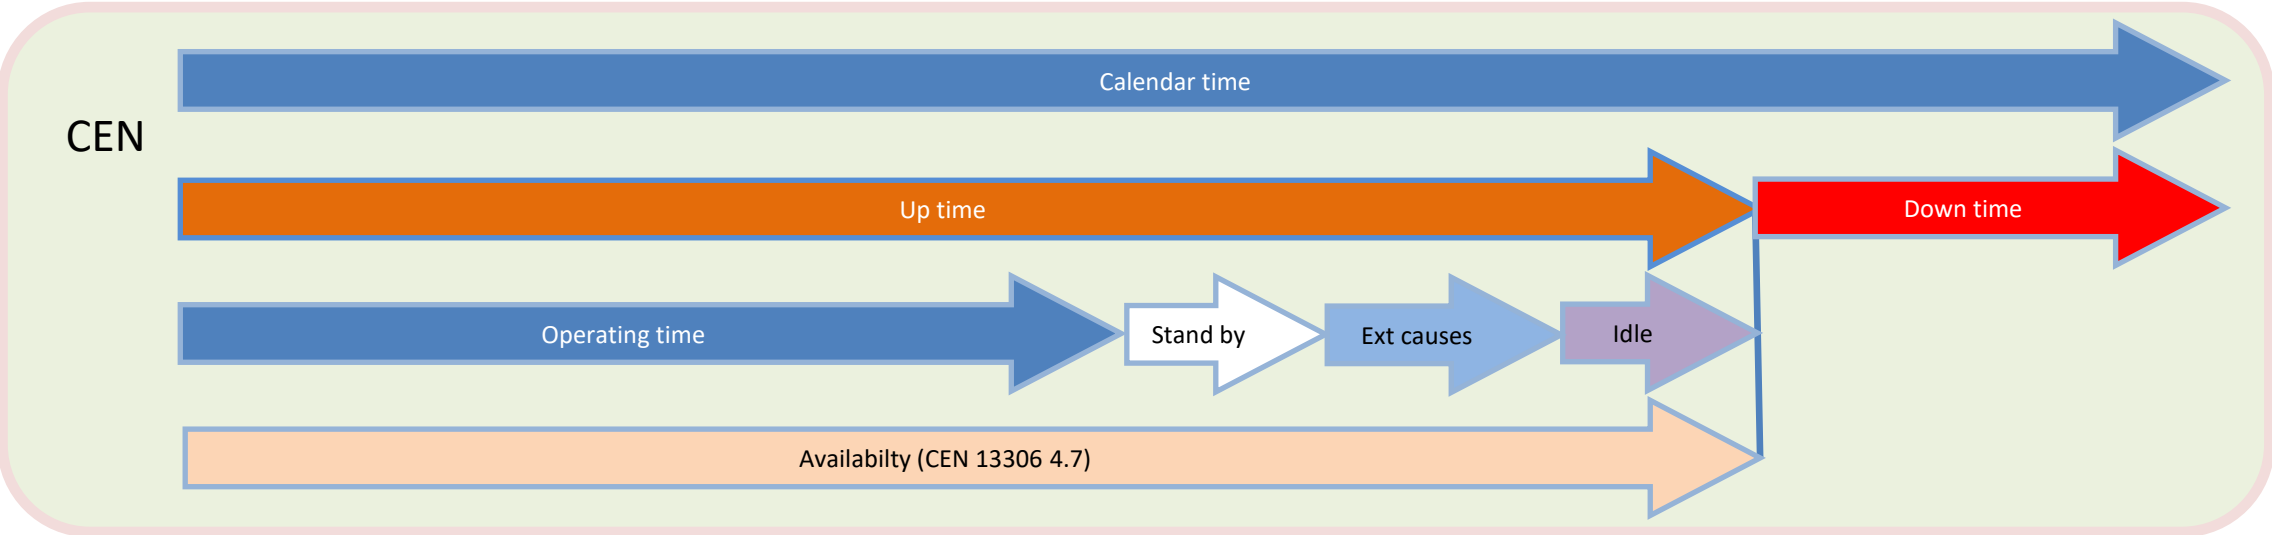 Calendar time
CEN
Up time
Down time
Operating time
Stand by
Ext causes
Idle
Availabilty (CEN 13306 4.7)